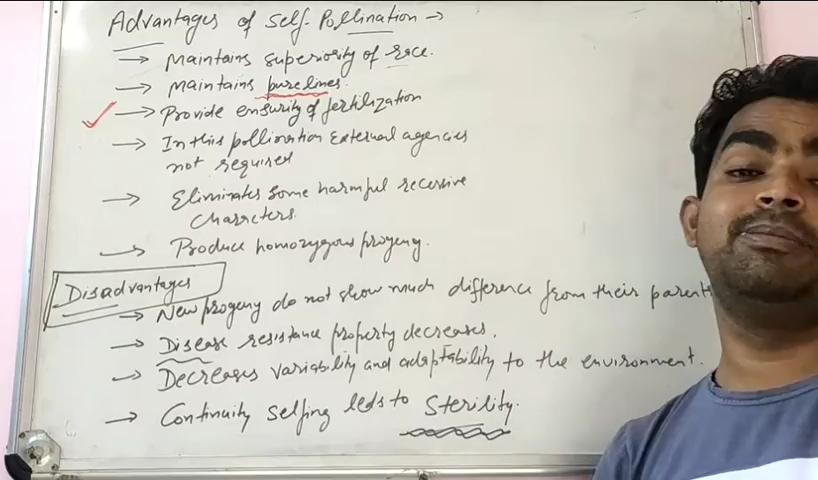 Advantages of Self-Pollination →
→ Maintains superiority of race.
→ Maintains purelines.
→ Provide ensurity of fertilization
→ In this pollination External agencies
not required
→ Eliminates some harmful recessive
characters.
→ Produce homozygous progeny.
Disadvantages
→ New progeny do not show much difference from their parents
→ Disease resistance property decreases.
→ Decreases variability and adaptability to the environment.
→ Continuity selfing leds to Sterility.